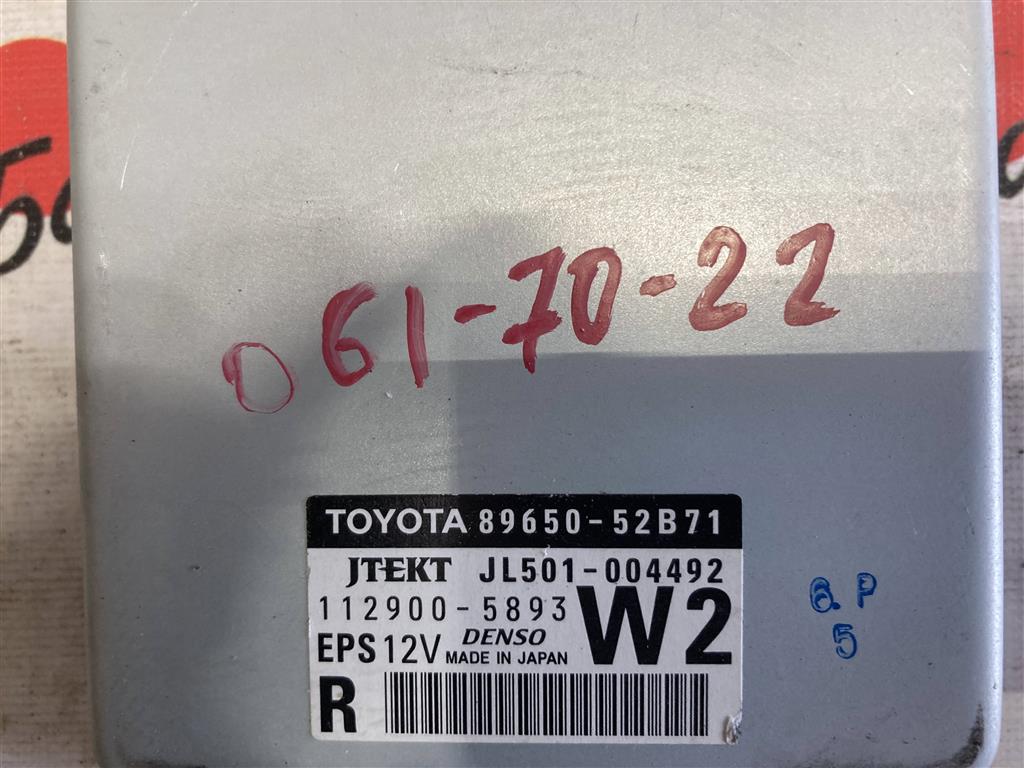 061-70-22
TOYOTA 89650-52B71
JTEKT JL501-004492
112900-5893 W2
EPS 12V DENSO MADE IN JAPAN
R
P
5